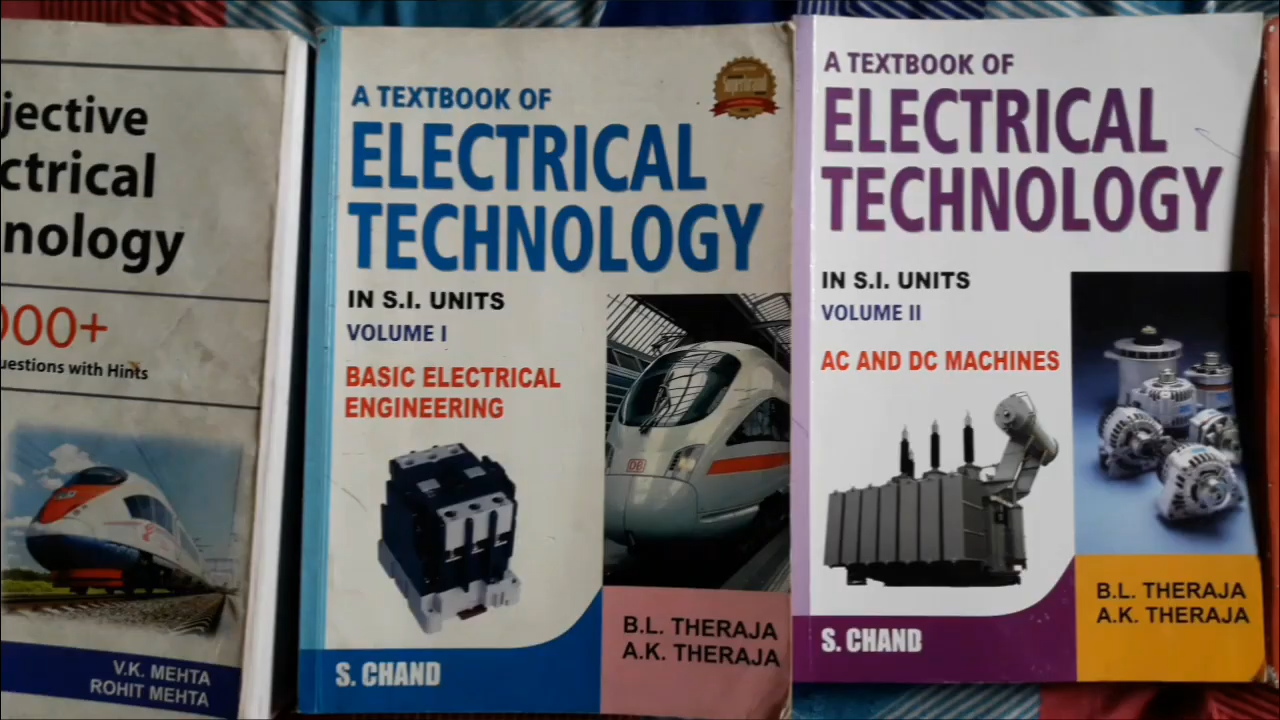 jective
ctrical
nology
000+
uestions with Hints
V.K. MEHTA
ROHIT MEHTA
A TEXTBOOK OF
ELECTRICAL
TECHNOLOGY
IN S.I. UNITS
VOLUME I
BASIC ELECTRICAL
ENGINEERING
DB
B.L. THERAJA
A.K. THERAJA
S. CHAND
A TEXTBOOK OF
ELECTRICAL
TECHNOLOGY
IN S.I. UNITS
VOLUME II
AC AND DC MACHINES
B.L. THERAJA
A.K. THERAJA
S. CHAND